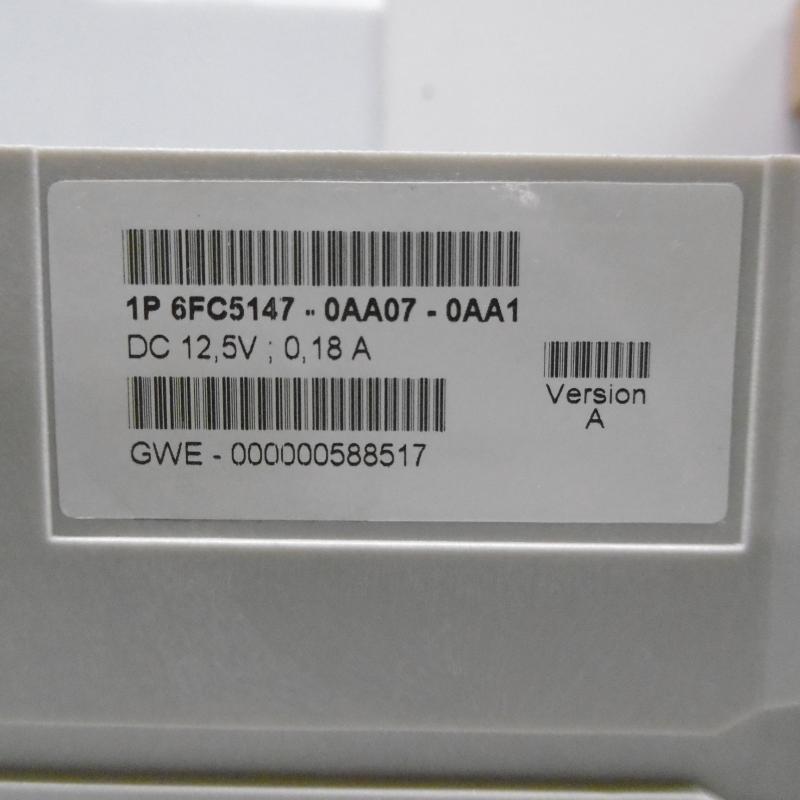 1P 6FC5147 - 0AA07 - 0AA1
DC 12,5V ; 0,18 A
GWE - 000000588517
Version
A